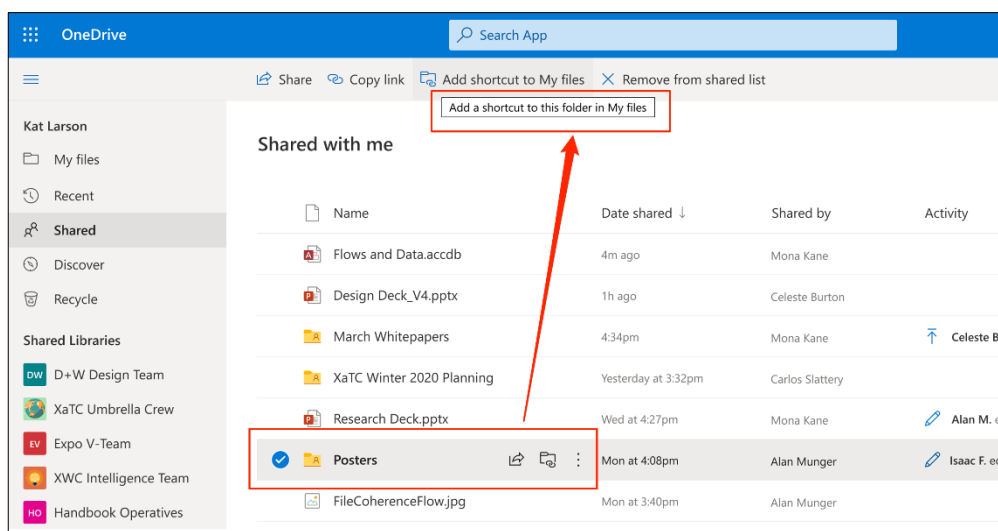 OneDrive
Search App
Share Copy link Add shortcut to My files Remove from shared list
Add a shortcut to this folder in My files
Kat Larson
My files
Recent
Shared
Discover
Recycle
Shared Libraries
DW D+W Design Team
XaTC Umbrella Crew
EV Expo V-Team
XWC Intelligence Team
HO Handbook Operatives
Shared with me
Name Date shared Shared by Activity
Flows and Data.accdb 4m ago Mona Kane
Design Deck_V4.pptx 1h ago Celeste Burton
March Whitepapers 4:34pm Mona Kane Celeste B
XaTC Winter 2020 Planning Yesterday at 3:32pm Carlos Slattery
Research Deck.pptx Wed at 4:27pm Mona Kane Alan M. e
Posters Mon at 4:08pm Alan Munger Isaac F. ed
FileCoherenceFlow.jpg Mon at 3:40pm Alan Munger